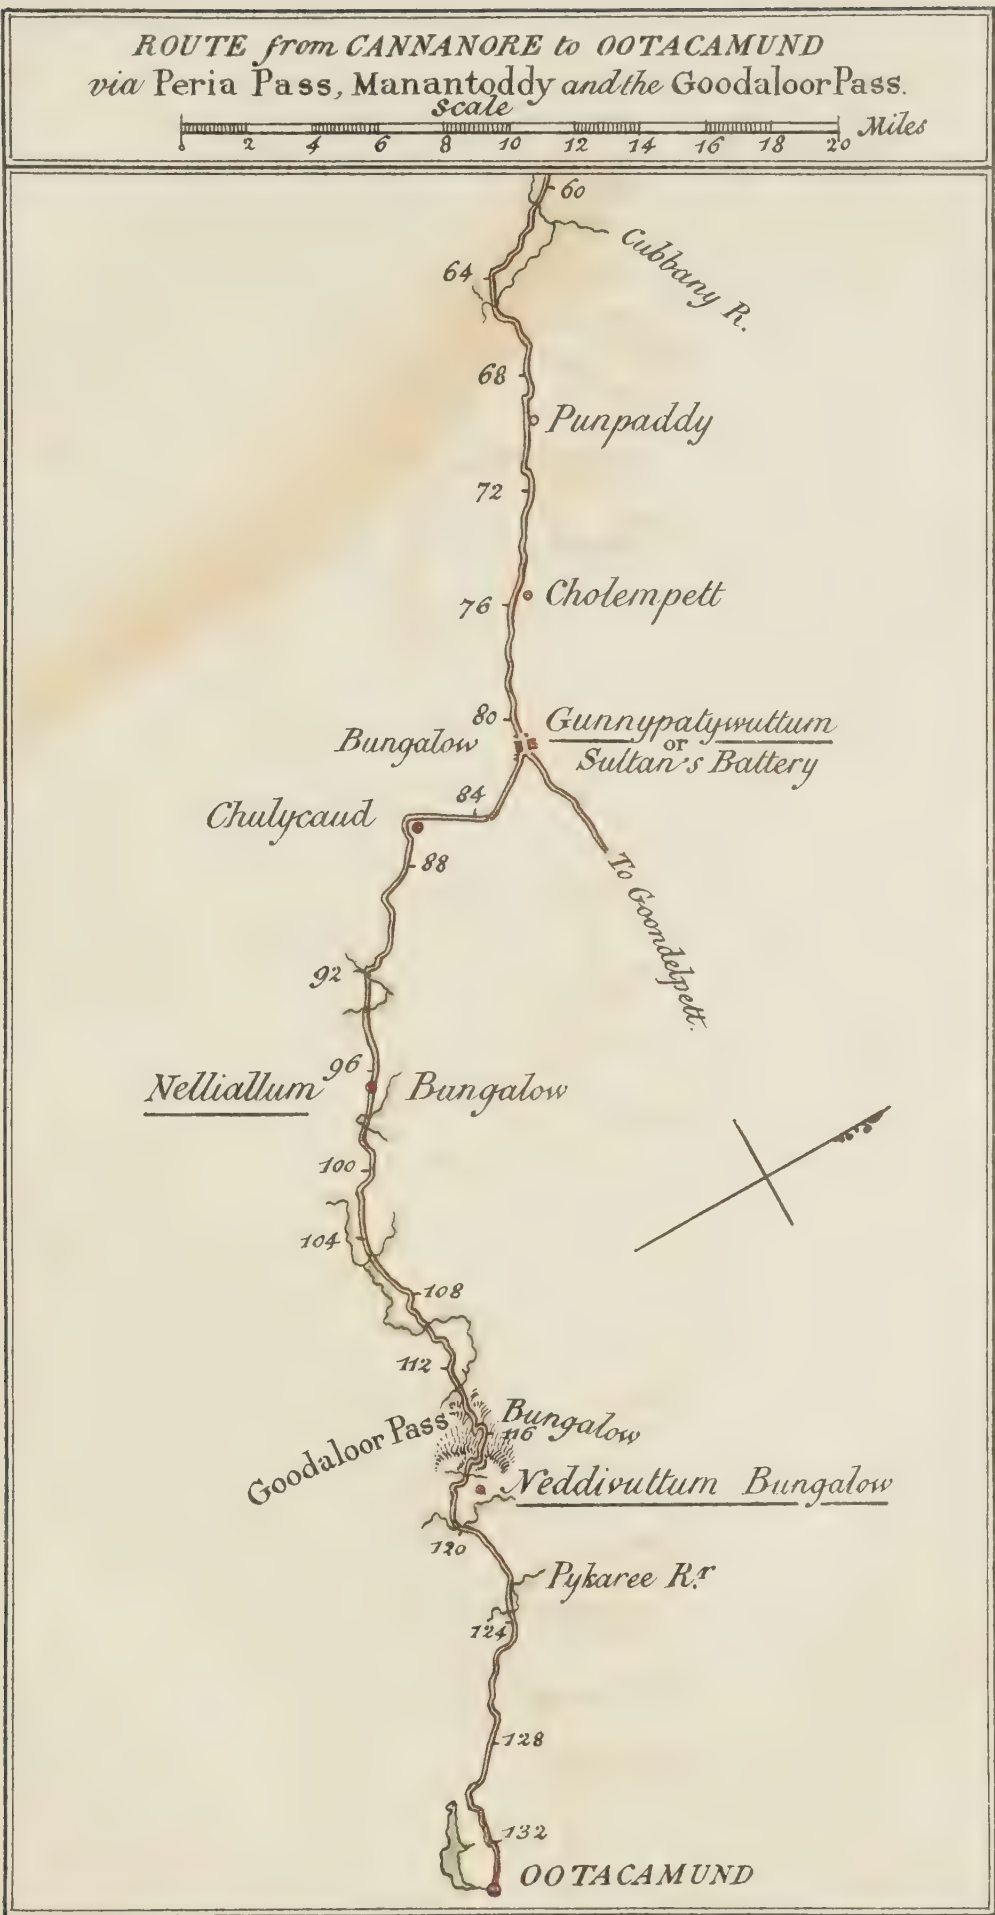 ROUTE from CANNANORE to OOTACAMUND
via Peria Pass, Manantoddy and the Goodaloor Pass.
Scale
Miles
2 4 6 8 10 12 14 16 18 20
60
Cubbany R.
64
68
Punpaddy
72
Cholempett
76
80
Gunnypatywuttum
or
Sultan's Battery
Bungalow
84
Chulycaud
88
To Goondelpett.
92
96
Nelliallum
Bungalow
100
104
108
112
Goodaloor Pass
Bungalow
116
Neddivuttum Bungalow
120
Pykaree Rr.
124
128
132
OOTACAMUND